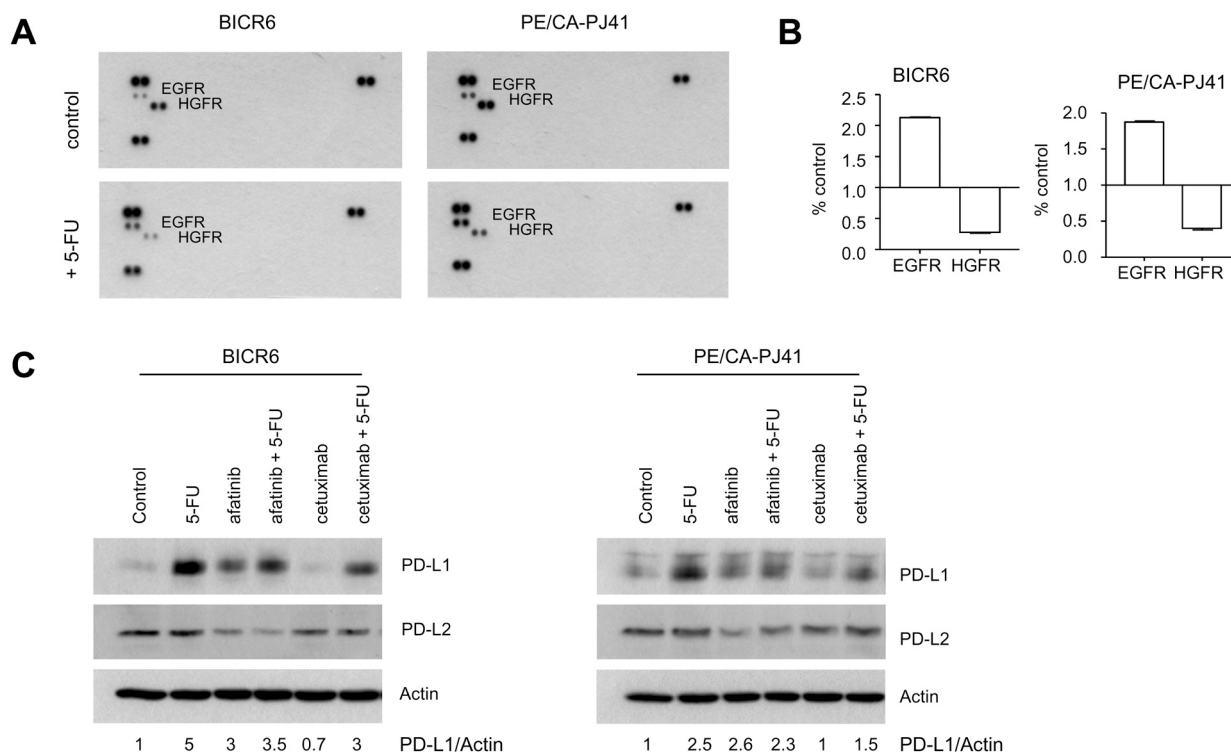 A
BICR6
PE/CA-PJ41
control
EGFR
HGFR
EGFR
HGFR
+ 5-FU
EGFR
HGFR
EGFR
HGFR
B
BICR6
% control
2.5
2.0
1.5
1.0
0.5
0.0
EGFR HGFR
PE/CA-PJ41
% control
2.0
1.5
1.0
0.5
0.0
EGFR HGFR
C
BICR6
Control
5-FU
afatinib
afatinib + 5-FU
cetuximab
cetuximab + 5-FU
PD-L1
PD-L2
Actin
1 5 3 3.5 0.7 3 PD-L1/Actin
PE/CA-PJ41
Control
5-FU
afatinib
afatinib + 5-FU
cetuximab
cetuximab + 5-FU
PD-L1
PD-L2
Actin
1 2.5 2.6 2.3 1 1.5 PD-L1/Actin